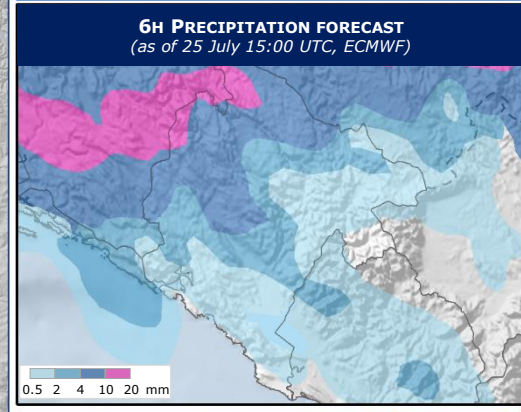 6H PRECIPITATION FORECAST
(as of 25 July 15:00 UTC, ECMWF)
0.5 2 4 10 20 mm